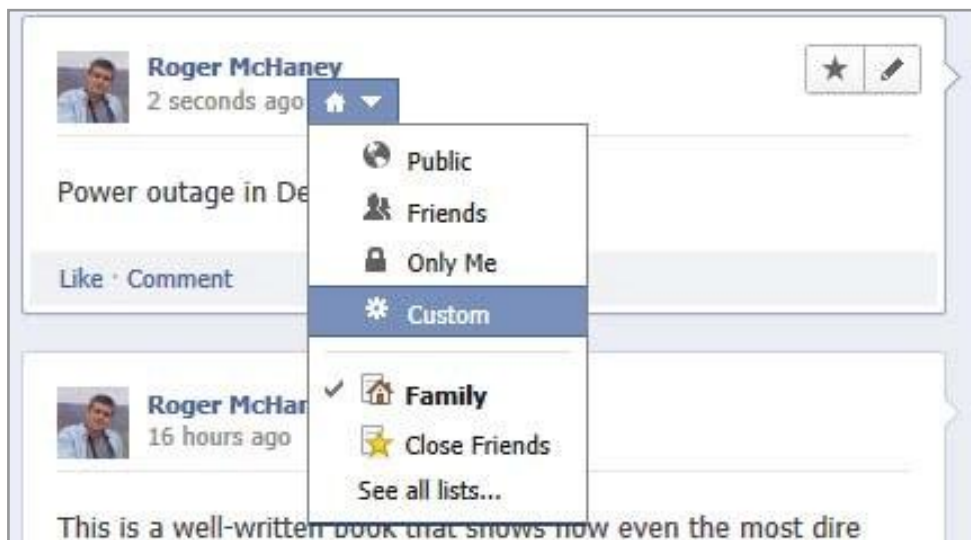 Roger McHaney
2 seconds ago
Public
Power outage in De
Friends
Only Me
Like · Comment
Custom
Family
Roger McHar
16 hours ago
Close Friends
See all lists...
This is a well-written book that shows how even the most dire